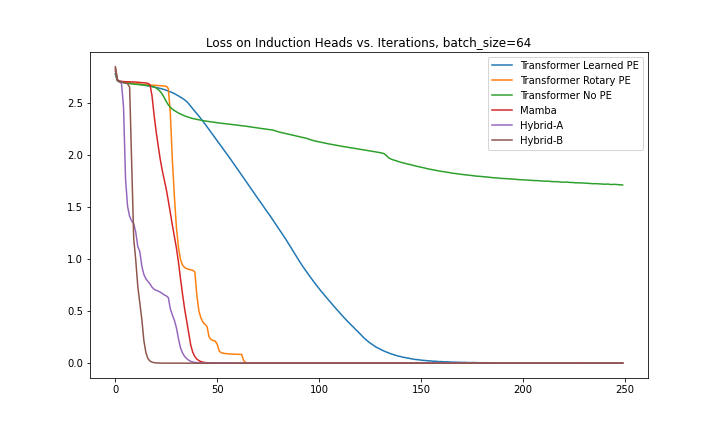 Loss on Induction Heads vs. Iterations, batch_size=64
Transformer Learned PE
Transformer Rotary PE
Transformer No PE
Mamba
Hybrid-A
Hybrid-B
2.5
2.0
1.5
1.0
0.5
0.0
0 50 100 150 200 250